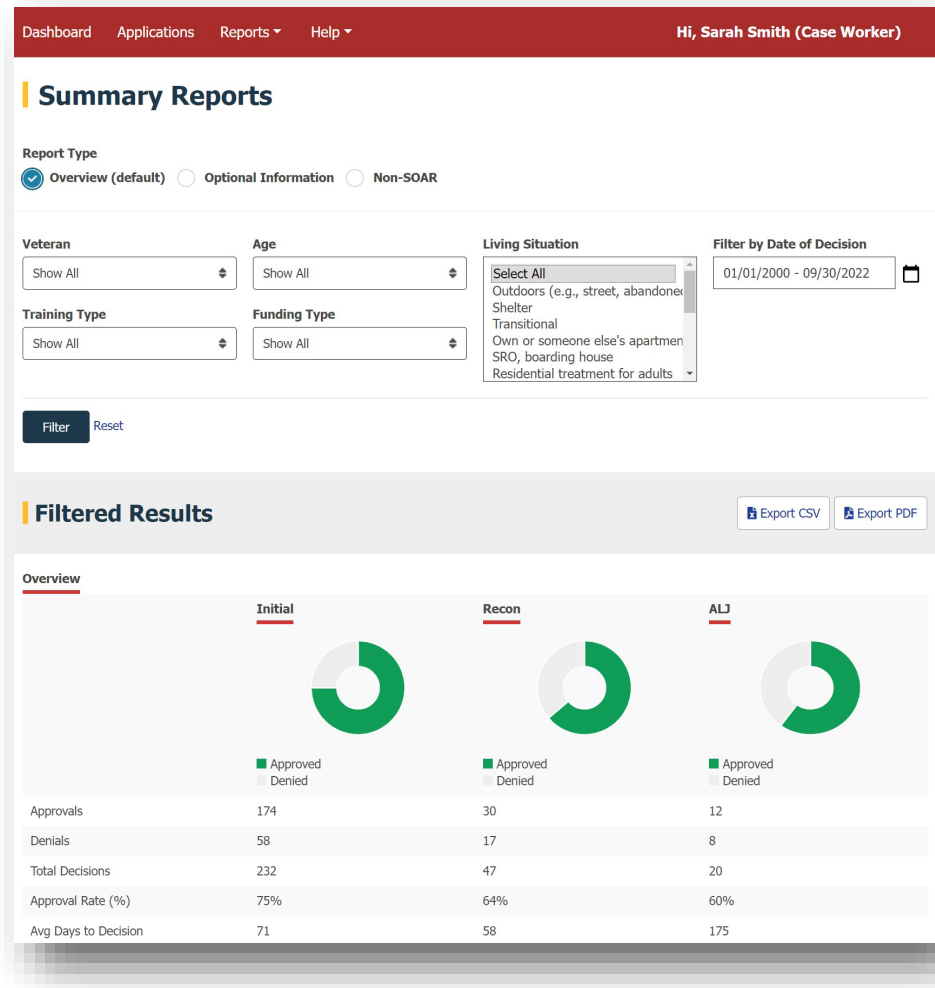 Dashboard Applications Reports Help Hi, Sarah Smith (Case Worker)
Summary Reports
Report Type
Overview (default) Optional Information Non-SOAR
Veteran Age Living Situation Filter by Date of Decision
Show All Show All Select All 01/01/2000 - 09/30/2022
Outdoors (e.g., street, abandoned
Shelter
Training Type Funding Type Transitional
Show All Show All Own or someone else's apartmen
SRO, boarding house
Residential treatment for adults
Filter Reset
Filtered Results Export CSV Export PDF
Overview
Initial Recon ALJ
Approved Approved Approved
Denied Denied Denied
Approvals 174 30 12
Denials 58 17 8
Total Decisions 232 47 20
Approval Rate (%) 75% 64% 60%
Avg Days to Decision 71 58 175